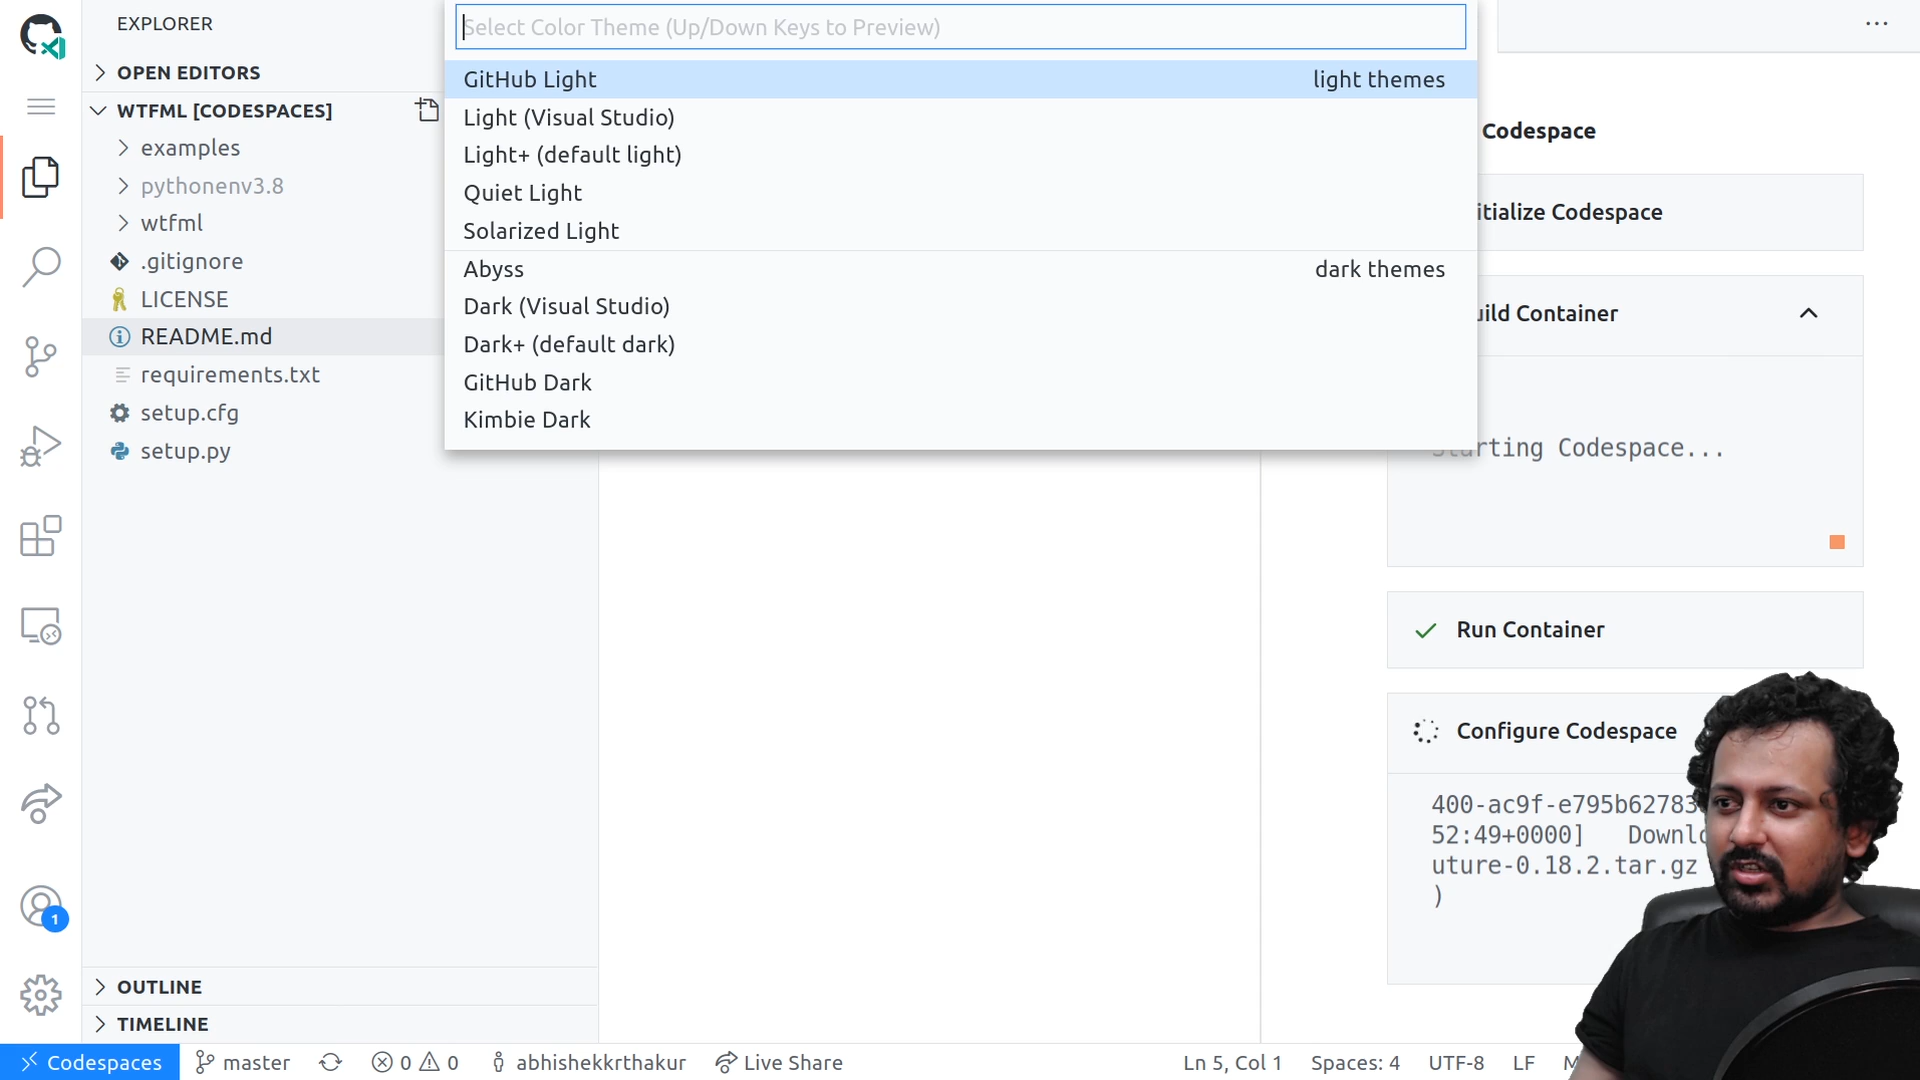 EXPLORER
OPEN EDITORS
WTFML [CODESPACES]
examples
pythonenv3.8
wtfml
.gitignore
LICENSE
README.md
requirements.txt
setup.cfg
setup.py
OUTLINE
TIMELINE
1
Select Color Theme (Up/Down Keys to Preview)
GitHub Light light themes
Light (Visual Studio)
Light+ (default light)
Quiet Light
Solarized Light
Abyss dark themes
Dark (Visual Studio)
Dark+ (default dark)
GitHub Dark
Kimbie Dark
Codespace
itialize Codespace
ild Container
Starting Codespace...
Run Container
Configure Codespace
400-ac9f-e795b62783
52:49+0000] Downlo
uture-0.18.2.tar.gz
)
Codespaces master 0 0 abhishekkrthakur Live Share Ln 5, Col 1 Spaces: 4 UTF-8 LF M